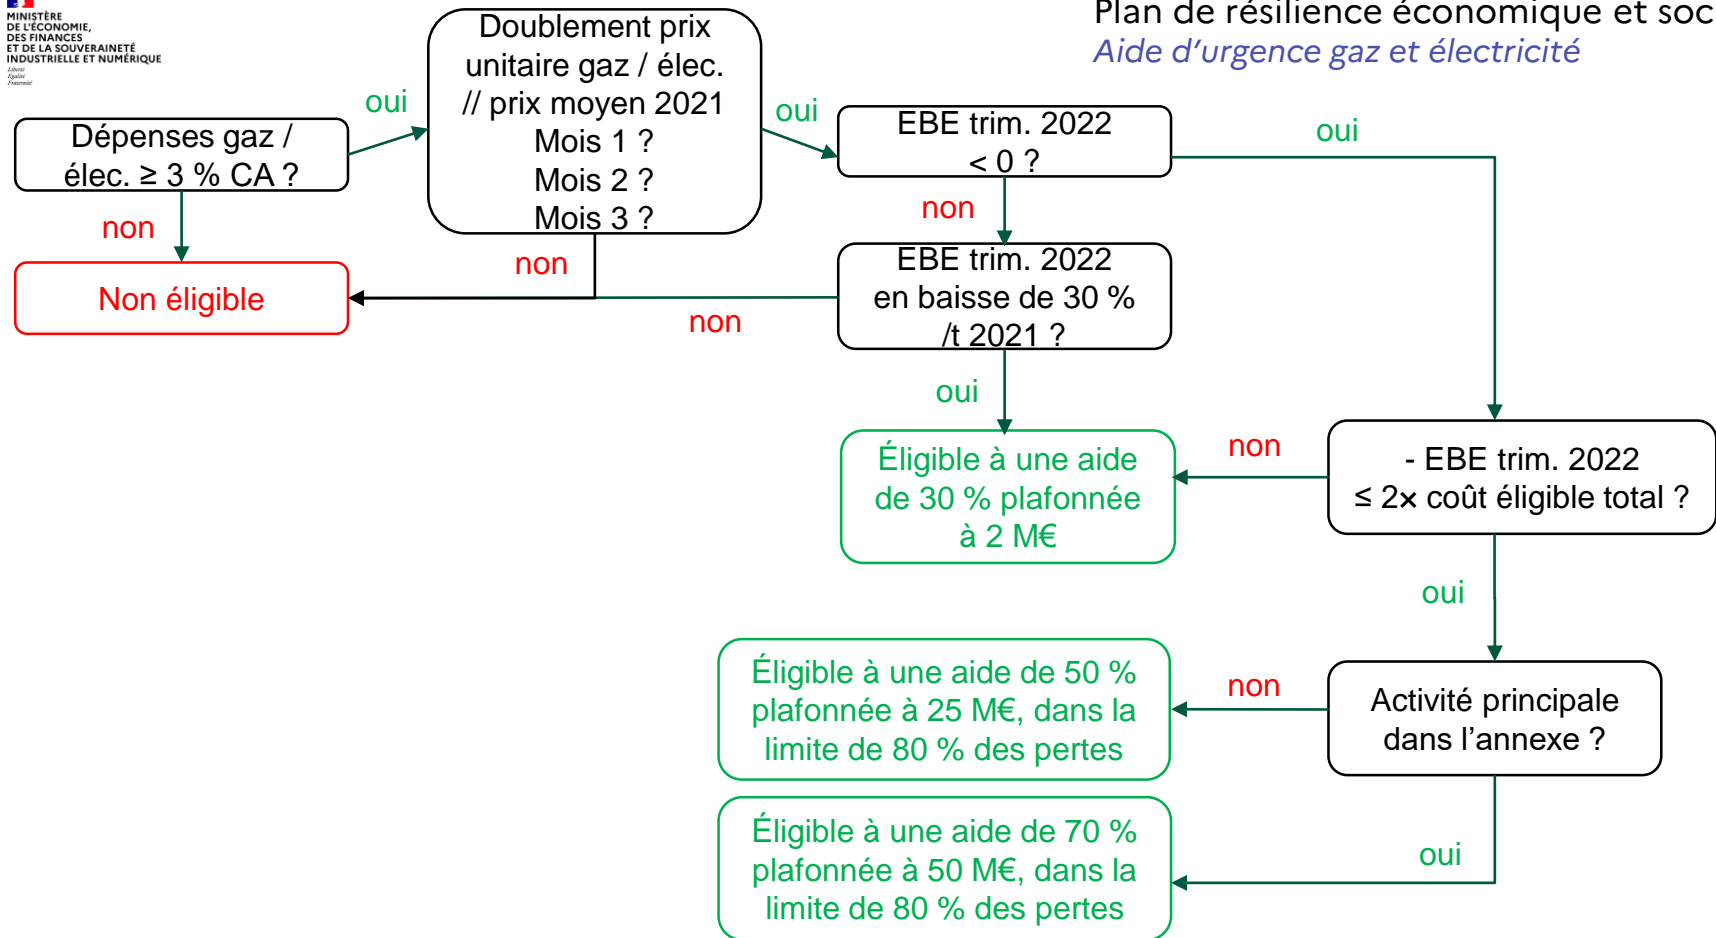 MINISTÈRE
DE L'ÉCONOMIE,
DES FINANCES
ET DE LA SOUVERAINETÉ
INDUSTRIELLE ET NUMÉRIQUE
Liberté
Égalité
Fraternité
Plan de résilience économique et soc
Aide d'urgence gaz et électricité
Dépenses gaz /
élec. ≥ 3 % CA ?
oui
non
Doublement prix
unitaire gaz / élec.
// prix moyen 2021
Mois 1 ?
Mois 2 ?
Mois 3 ?
oui
non
EBE trim. 2022
< 0 ?
oui
non
Non éligible
EBE trim. 2022
en baisse de 30 %
/t 2021 ?
non
oui
Éligible à une aide
de 30 % plafonnée
à 2 M€
non
- EBE trim. 2022
≤ 2× coût éligible total ?
oui
Éligible à une aide de 50 %
plafonnée à 25 M€, dans la
limite de 80 % des pertes
non
Activité principale
dans l'annexe ?
oui
Éligible à une aide de 70 %
plafonnée à 50 M€, dans la
limite de 80 % des pertes